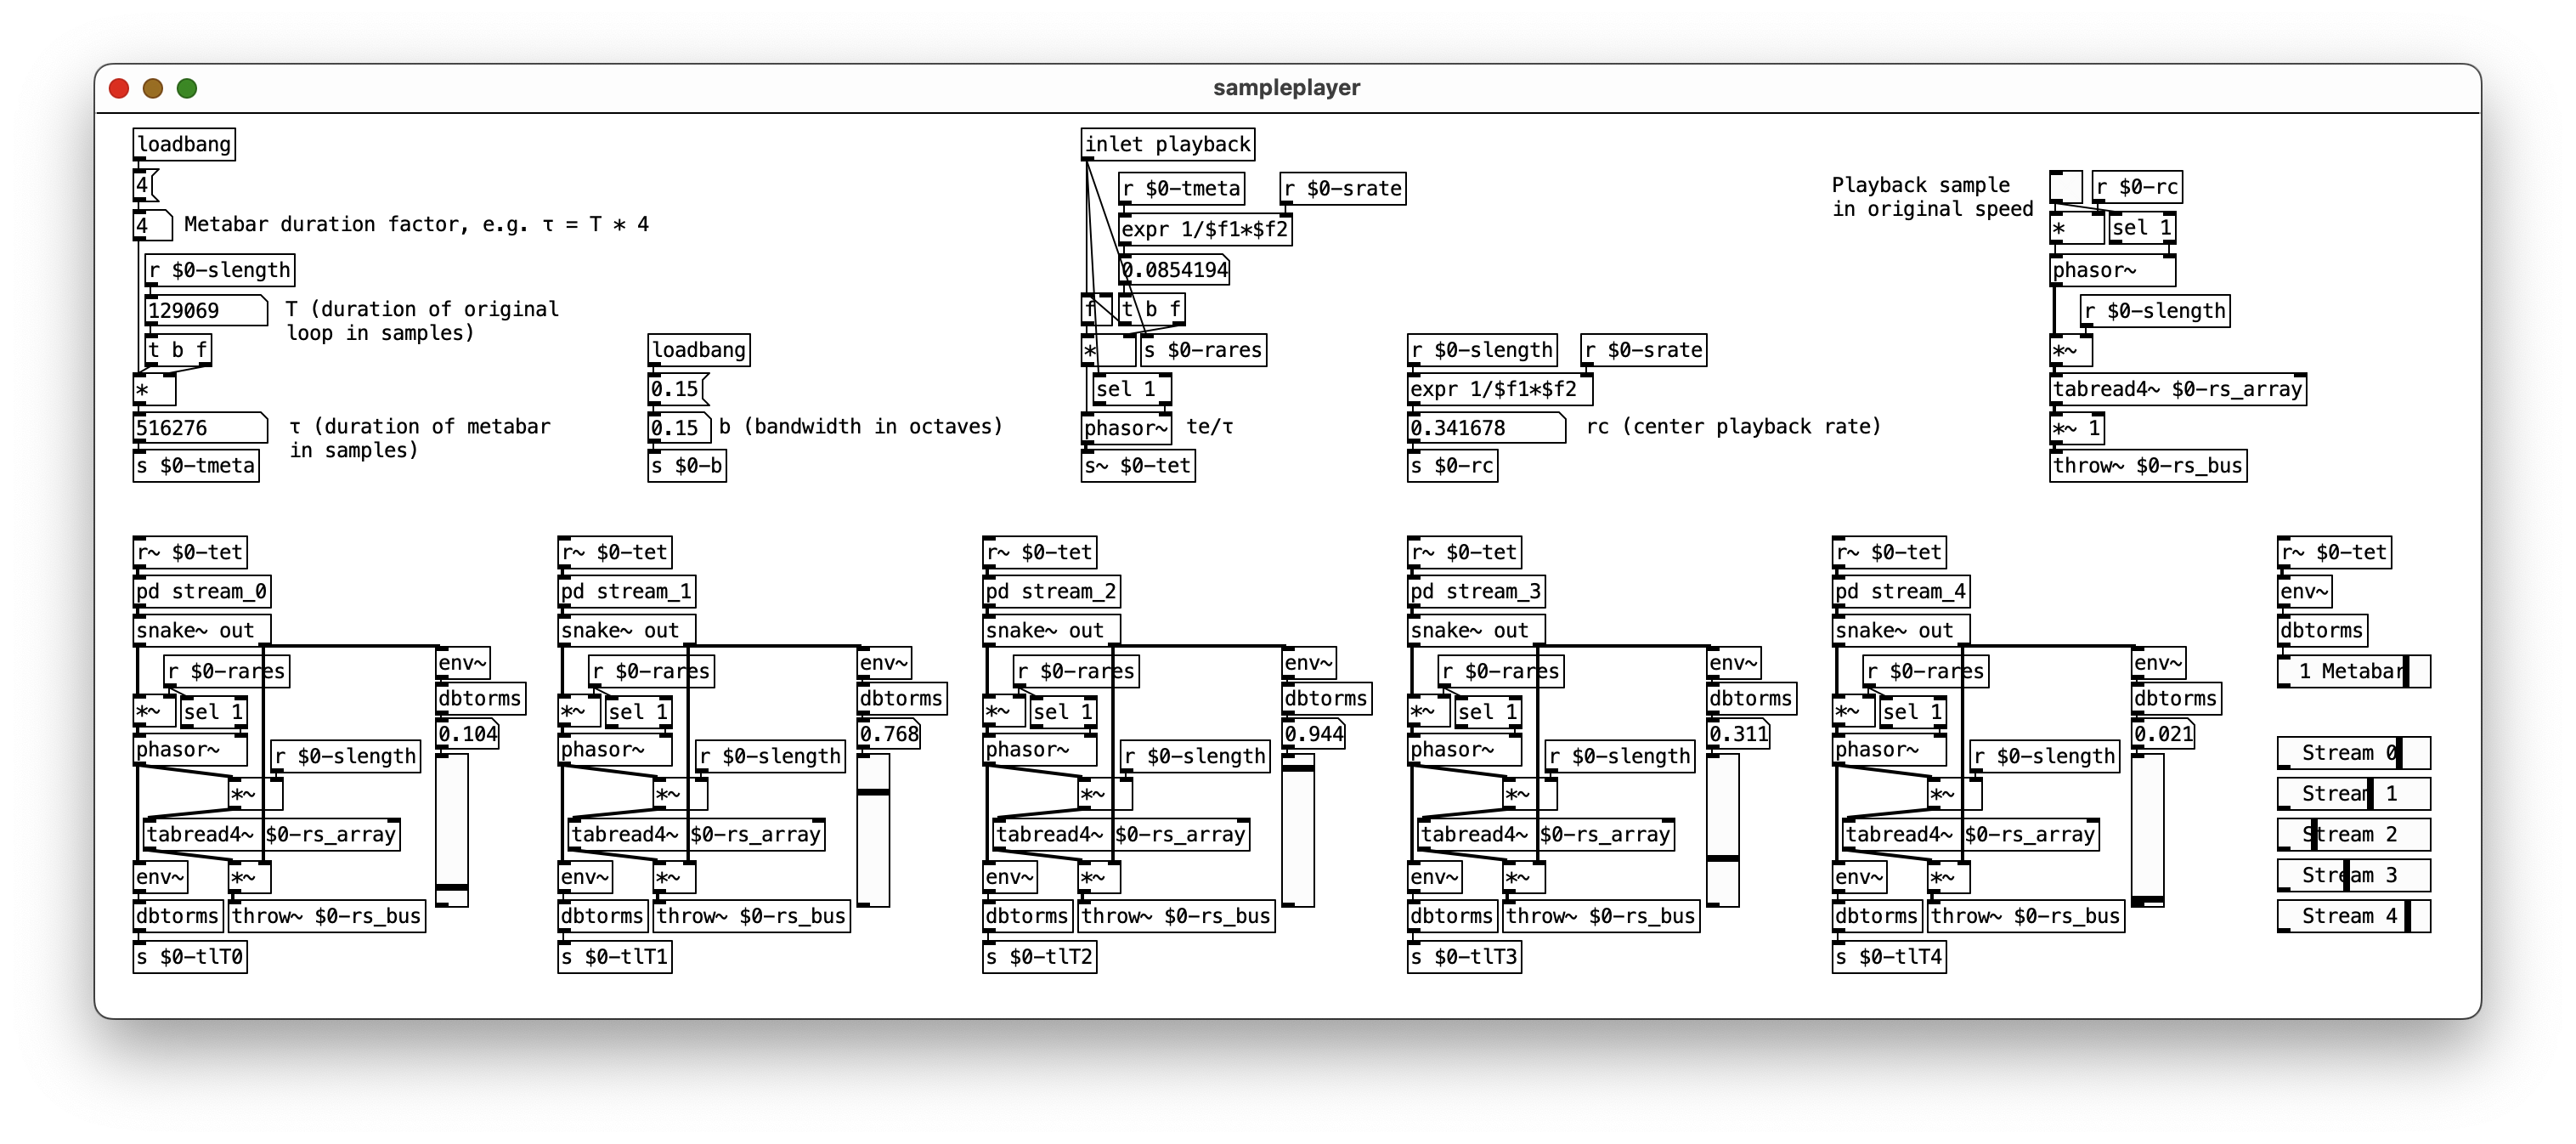 sampleplayer
loadbang
4
4
Metabar duration factor, e.g. τ = T * 4
r $0-slength
129069
T (duration of original
loop in samples)
t b f
*
516276
τ (duration of metabar
in samples)
s $0-tmeta
loadbang
0.15
0.15
b (bandwidth in octaves)
s $0-b
inlet playback
r $0-tmeta
r $0-srate
expr 1/$f1*$f2
0.0854194
f
t b f
*
s $0-rares
sel 1
phasor~
te/τ
s~ $0-tet
r $0-slength
r $0-srate
expr 1/$f1*$f2
0.341678
rc (center playback rate)
s $0-rc
Playback sample
in original speed
r $0-rc
*
sel 1
phasor~
r $0-slength
*~
tabread4~ $0-rs_array
*~ 1
throw~ $0-rs_bus
r~ $0-tet
pd stream_0
snake~ out
env~
r $0-rares
dbtorms
*~
sel 1
0.104
phasor~
r $0-slength
*~
tabread4~ $0-rs_array
env~
*~
dbtorms
throw~ $0-rs_bus
s $0-tlT0
r~ $0-tet
pd stream_1
snake~ out
env~
r $0-rares
dbtorms
*~
sel 1
0.768
phasor~
r $0-slength
*~
tabread4~ $0-rs_array
env~
*~
dbtorms
throw~ $0-rs_bus
s $0-tlT1
r~ $0-tet
pd stream_2
snake~ out
env~
r $0-rares
dbtorms
*~
sel 1
0.944
phasor~
r $0-slength
*~
tabread4~ $0-rs_array
env~
*~
dbtorms
throw~ $0-rs_bus
s $0-tlT2
r~ $0-tet
pd stream_3
snake~ out
env~
r $0-rares
dbtorms
*~
sel 1
0.311
phasor~
r $0-slength
*~
tabread4~ $0-rs_array
env~
*~
dbtorms
throw~ $0-rs_bus
s $0-tlT3
r~ $0-tet
pd stream_4
snake~ out
env~
r $0-rares
dbtorms
*~
sel 1
0.021
phasor~
r $0-slength
*~
tabread4~ $0-rs_array
env~
*~
dbtorms
throw~ $0-rs_bus
s $0-tlT4
r~ $0-tet
env~
dbtorms
1 Metabar
Stream 0
Stream 1
Stream 2
Stream 3
Stream 4